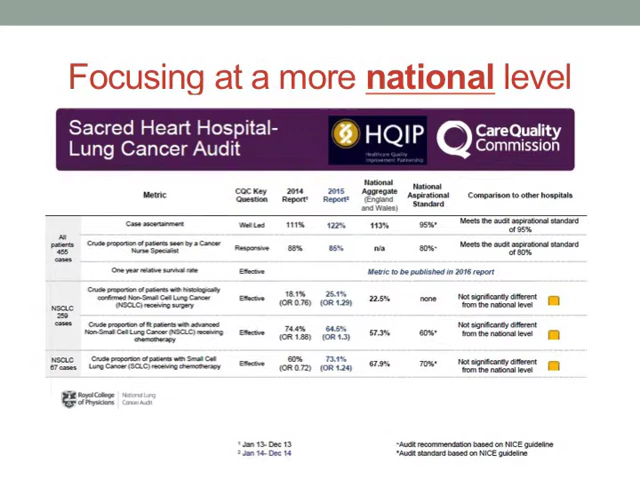 Focusing at a more national level
Sacred Heart Hospital-
Lung Cancer Audit
HQIP
Healthcare Quality
Improvement Partnership
CareQuality
Commission
Metric
CQC Key
Question
2014
Report¹
2015
Report²
National
Aggregate
(England
and Wales)
National
Aspirational
Standard
Comparison to other hospitals
All
patients
455
cases
Case ascertainment
Well Led
111%
122%
113%
95%*
Meets the audit aspirational standard
of 95%
Crude proportion of patients seen by a Cancer
Nurse Specialist
Responsive
88%
85%
n/a
80%~
Meets the audit aspirational standard
of 80%
One year relative survival rate
Effective
Metric to be published in 2016 report
NSCLC
259
cases
Crude proportion of patients with histologically
confirmed Non-Small Cell Lung Cancer
(NSCLC) receiving surgery
Effective
18.1%
(OR 0.76)
25.1%
(OR 1.29)
22.5%
none
Not significantly different
from the national level
Crude proportion of fit patients with advanced
Non-Small Cell Lung Cancer (NSCLC) receiving
chemotherapy
Effective
74.4%
(OR 1.88)
64.5%
(OR 1.3)
57.3%
60%*
Not significantly different
from the national level
NSCLC
67 cases
Crude proportion of patients with Small Cell
Lung Cancer (SCLC) receiving chemotherapy
Effective
60%
(OR 0.72)
73.1%
(OR 1.24)
67.9%
70%*
Not significantly different
from the national level
Royal College
of Physicians
National Lung
Cancer Audit
¹ Jan 13- Dec 13
² Jan 14- Dec 14
~Audit recommendation based on NICE guideline
*Audit standard based on NICE guideline